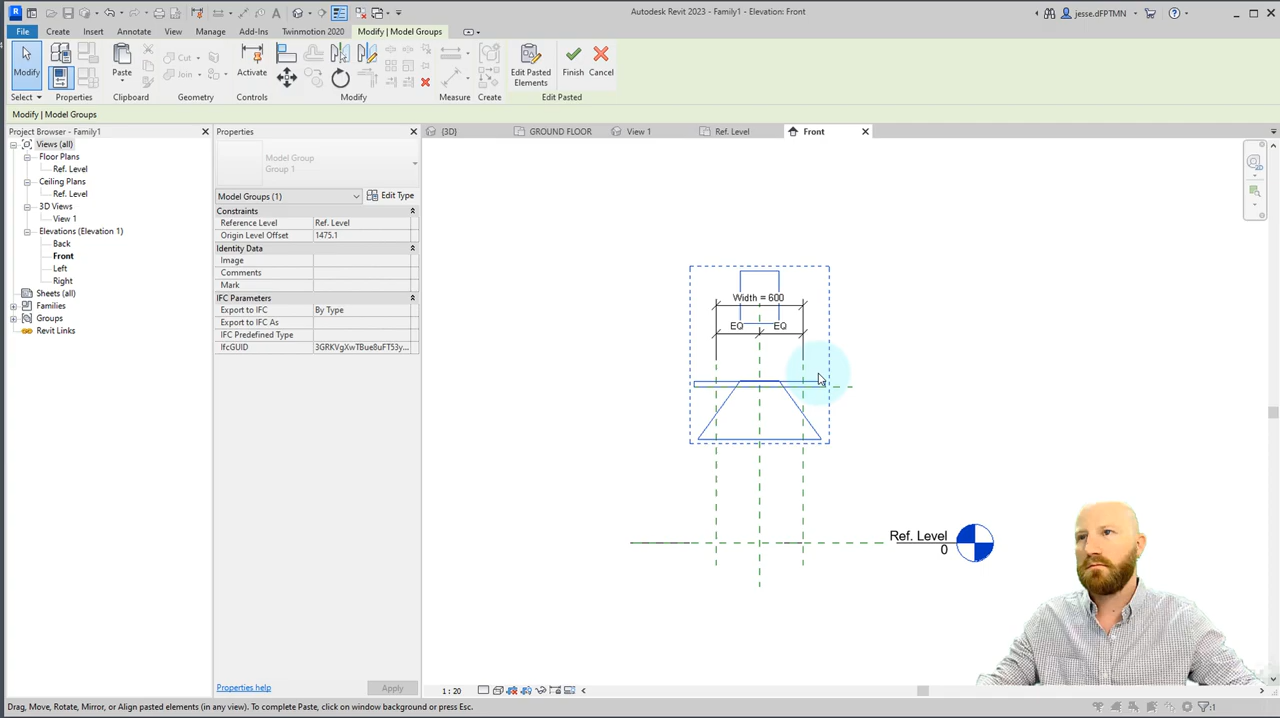 Autodesk Revit 2023 - Family1 - Elevation: Front
jesse.dFPTMN
File
Create
Insert
Annotate
View
Manage
Add-Ins
Twinmotion 2020
Modify | Model Groups
Modify
Paste
Cut
Join
Activate
Edit Pasted
Elements
Finish
Cancel
Select
Properties
Clipboard
Geometry
Controls
Modify
Measure
Create
Edit Pasted
Modify | Model Groups
Project Browser - Family1
Views (all)
Floor Plans
Ref. Level
Ceiling Plans
Ref. Level
3D Views
View 1
Elevations (Elevation 1)
Back
Front
Left
Right
Sheets (all)
Families
Groups
Revit Links
Properties
Model Group
Group 1
Model Groups (1)
Edit Type
Constraints
Reference Level
Ref. Level
Origin Level Offset
1475.1
Identity Data
Image
Comments
Mark
IFC Parameters
Export to IFC
By Type
Export to IFC As
IFC Predefined Type
IfcGUID
3GRKVgXwTBue8uFT53y...
Properties help
Apply
{3D}
GROUND FLOOR
View 1
Ref. Level
Front
Width = 600
EQ
EQ
Ref. Level
0
1 : 20
Drag, Move, Rotate, Mirror, or Align pasted elements (in any view). To complete Paste, click on window background or press Esc.
:1